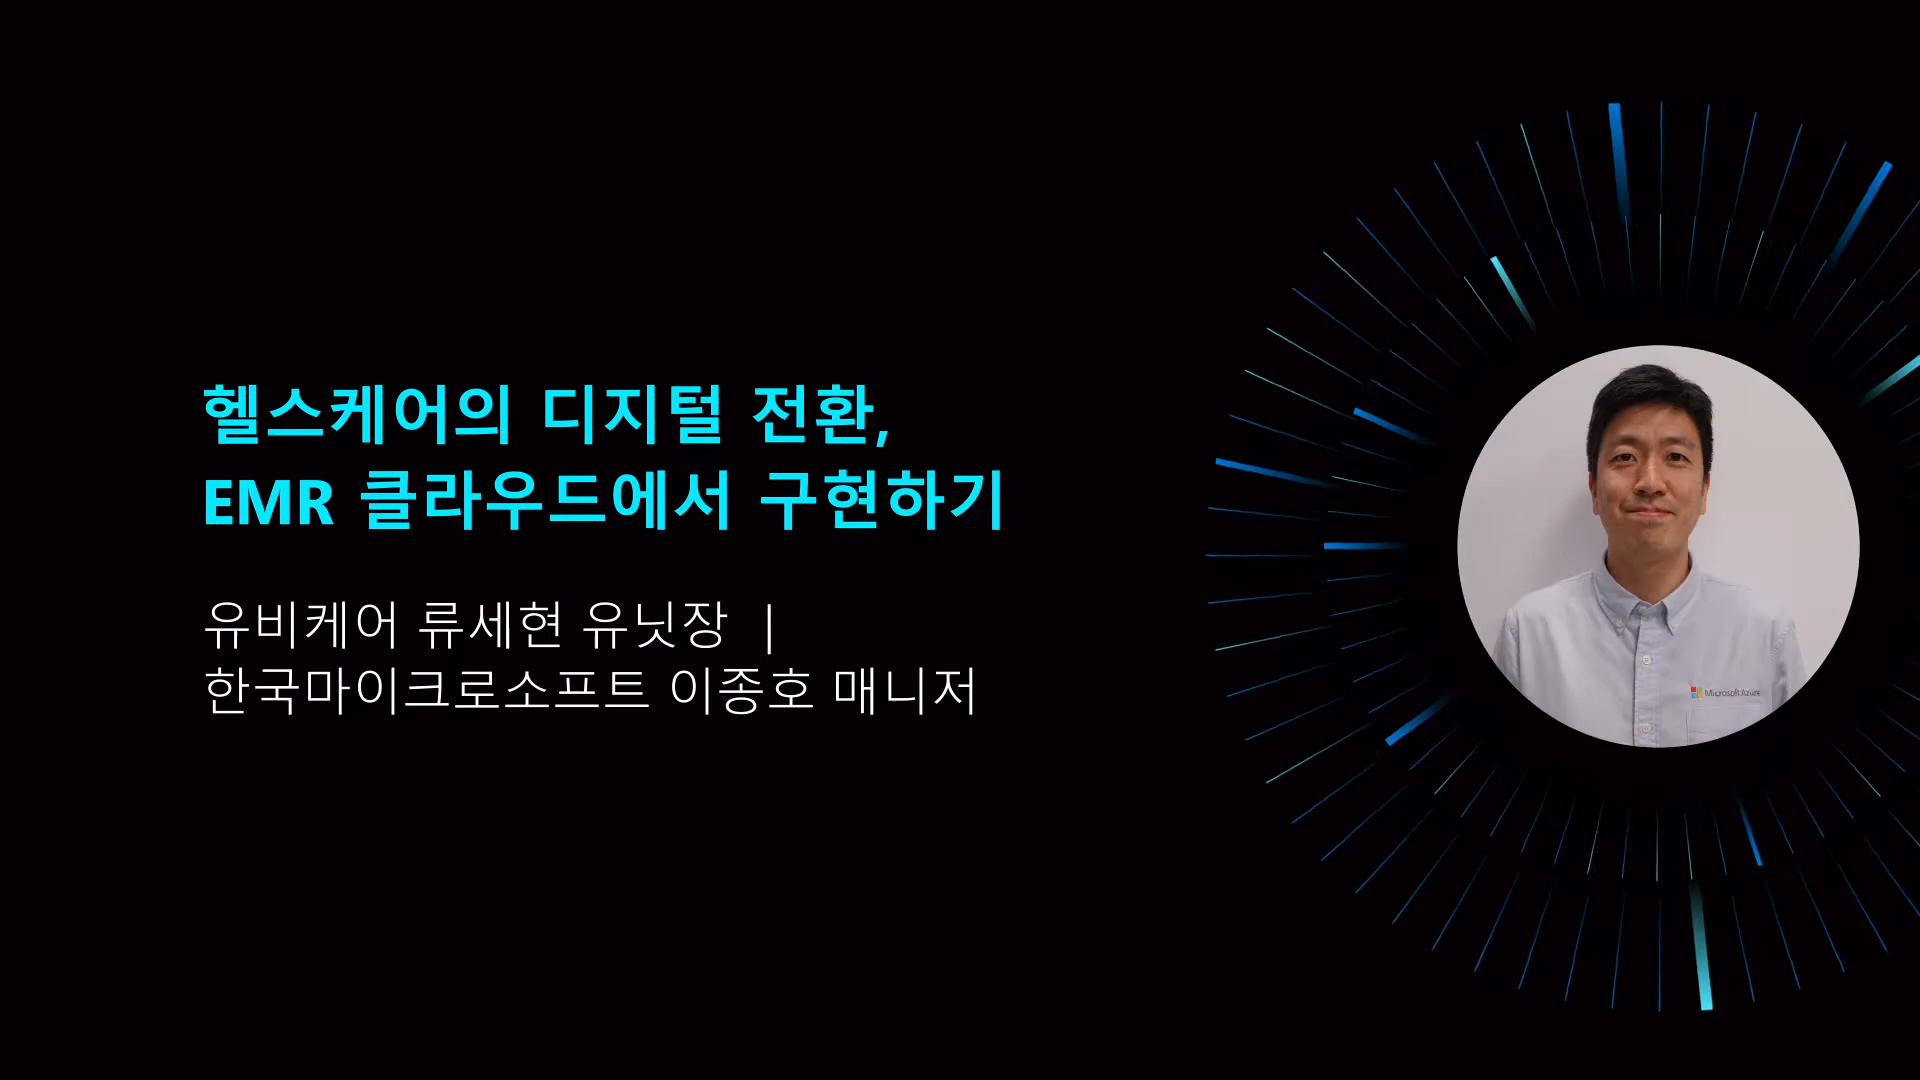 헬스케어의 디지털 전환,
EMR 클라우드에서 구현하기
유비케어 류세현 유닛장 |
한국마이크로소프트 이종호 매니저
Microsoft Azure